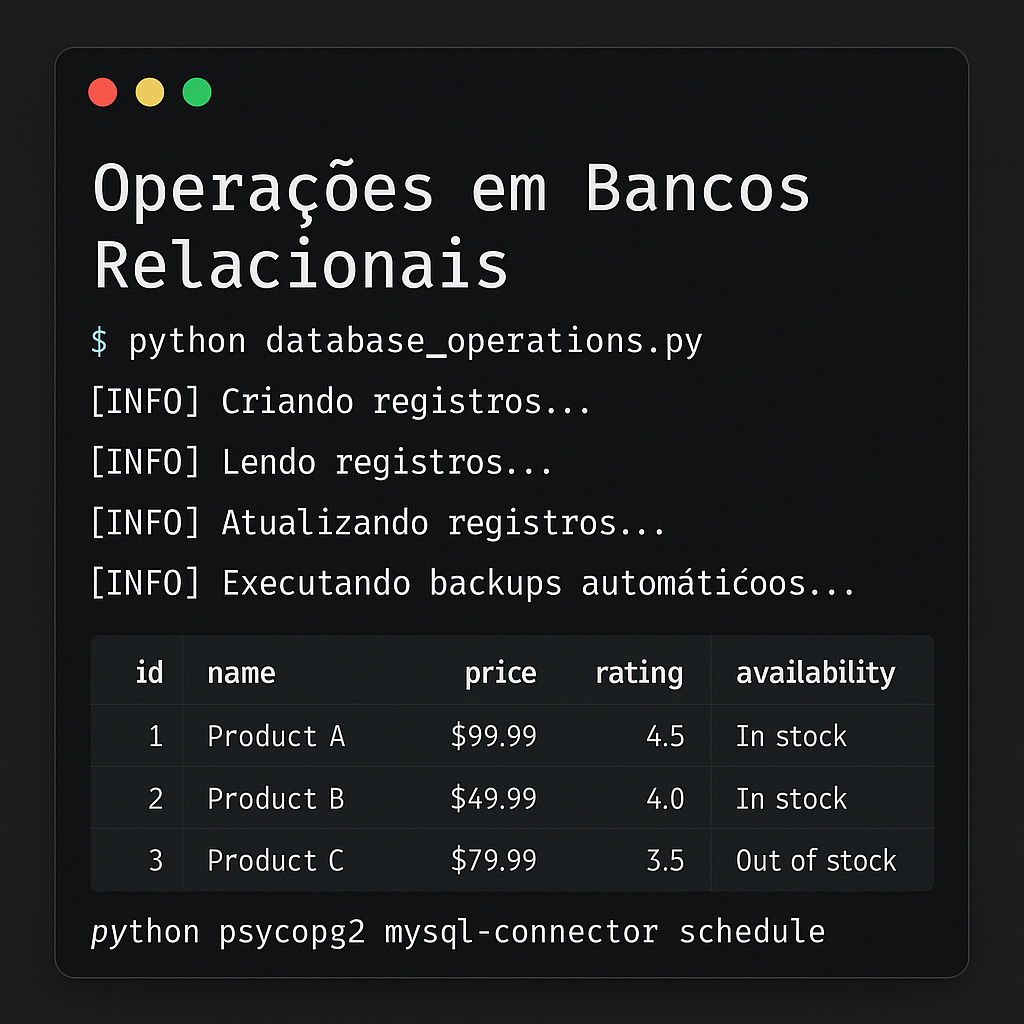 Operações em Bancos
Relacionais
$ python database_operations.py
[INFO] Criando registros...
[INFO] Lendo registros...
[INFO] Atualizando registros...
[INFO] Executando backups automátićoos...
id name price rating availability
1 Product A $99.99 4.5 In stock
2 Product B $49.99 4.0 In stock
3 Product C $79.99 3.5 Out of stock
python psycopg2 mysql-connector schedule